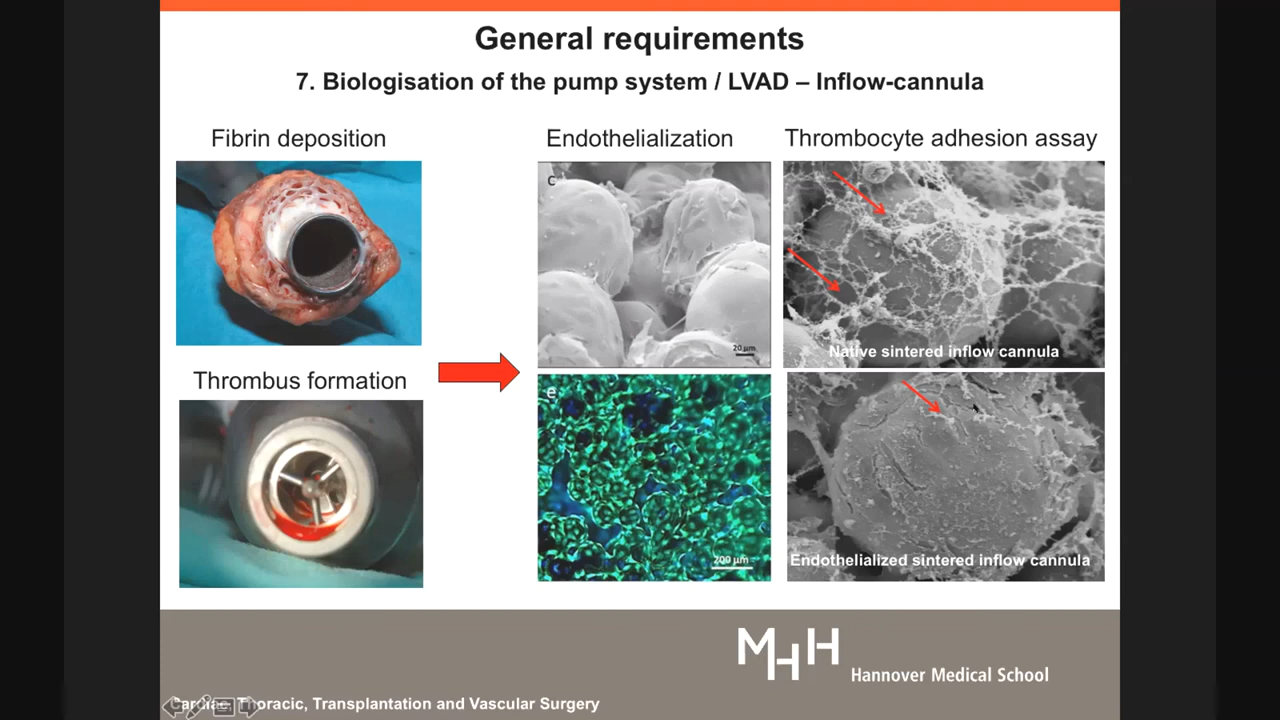 General requirements
7. Biologisation of the pump system / LVAD – Inflow-cannula
Fibrin deposition
Endothelialization
Thrombocyte adhesion assay
c
20 µm
Native sintered inflow cannula
Thrombus formation
e
200 µm
Endothelialized sintered inflow cannula
MHH
Hannover Medical School
Cardiac, Thoracic, Transplantation and Vascular Surgery